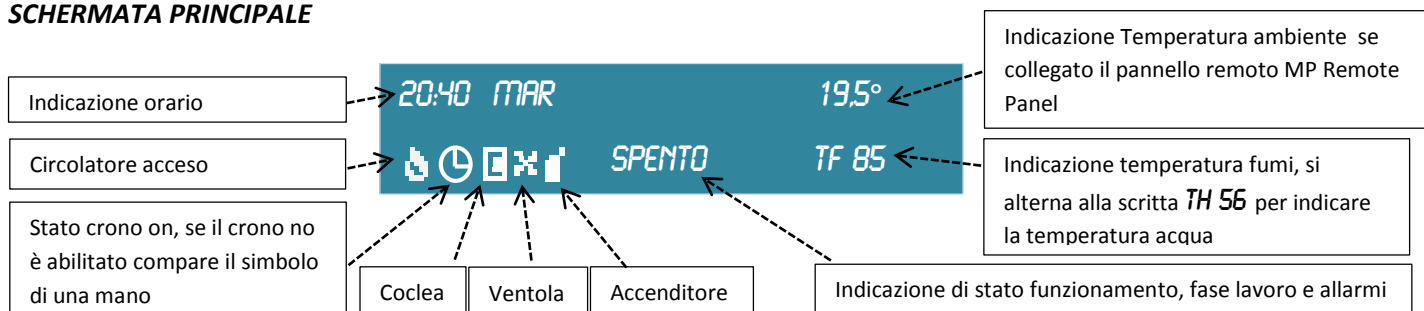 SCHERMATA PRINCIPALE
Indicazione orario
Circolatore acceso
Stato crono on, se il crono no
è abilitato compare il simbolo
di una mano
20:40 MAR 19,5°
SPENTO TF 85
Coclea
Ventola
Accenditore
Indicazione Temperatura ambiente se
collegato il pannello remoto MP Remote
Panel
Indicazione temperatura fumi, si
alterna alla scritta TH 56 per indicare
la temperatura acqua
Indicazione di stato funzionamento, fase lavoro e allarmi